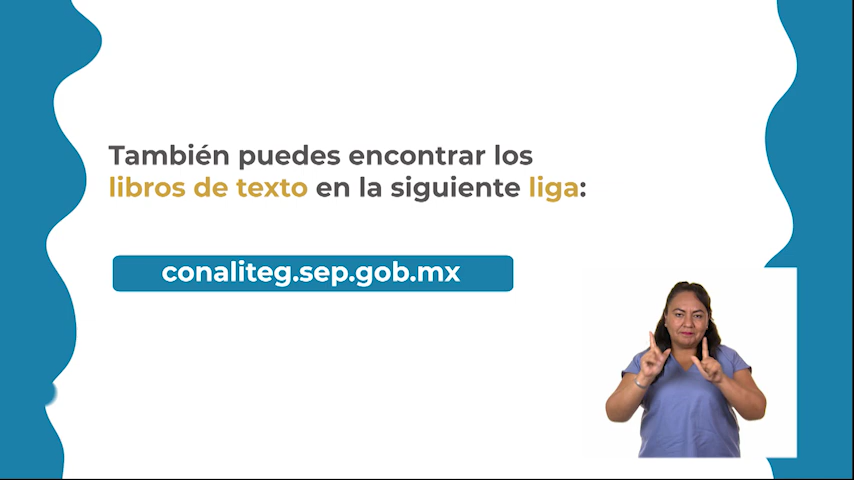 También puedes encontrar los
libros de texto en la siguiente liga:
conaliteg.sep.gob.mx